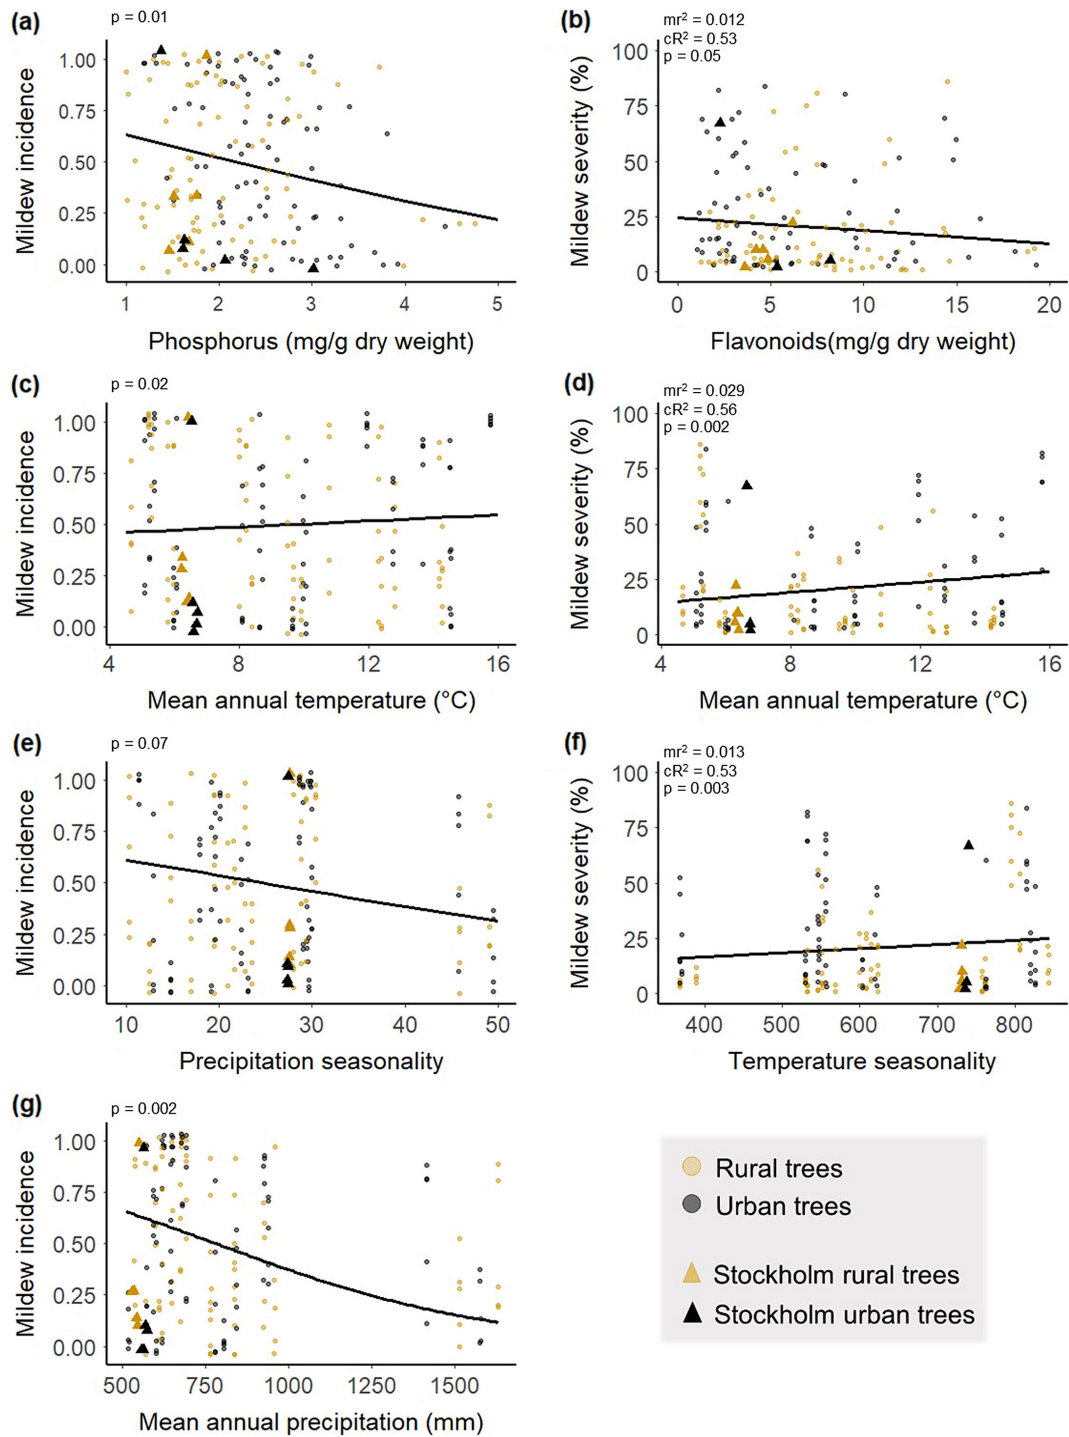 (a)
p = 0.01
Mildew incidence
1.00
0.75
0.50
0.25
0.00
1 2 3 4 5
Phosphorus (mg/g dry weight)
(b)
mr² = 0.012
cR² = 0.53
p = 0.05
Mildew severity (%)
100
75
50
25
0
0 5 10 15 20
Flavonoids(mg/g dry weight)
(c)
p = 0.02
Mildew incidence
1.00
0.75
0.50
0.25
0.00
4 8 12 16
Mean annual temperature (°C)
(d)
mr² = 0.029
cR² = 0.56
p = 0.002
Mildew severity (%)
100
75
50
25
0
4 8 12 16
Mean annual temperature (°C)
(e)
p = 0.07
Mildew incidence
1.00
0.75
0.50
0.25
0.00
10 20 30 40 50
Precipitation seasonality
(f)
mr² = 0.013
cR² = 0.53
p = 0.003
Mildew severity (%)
100
75
50
25
0
400 500 600 700 800
Temperature seasonality
(g)
p = 0.002
Mildew incidence
1.00
0.75
0.50
0.25
0.00
500 750 1000 1250 1500
Mean annual precipitation (mm)
Rural trees
Urban trees
Stockholm rural trees
Stockholm urban trees